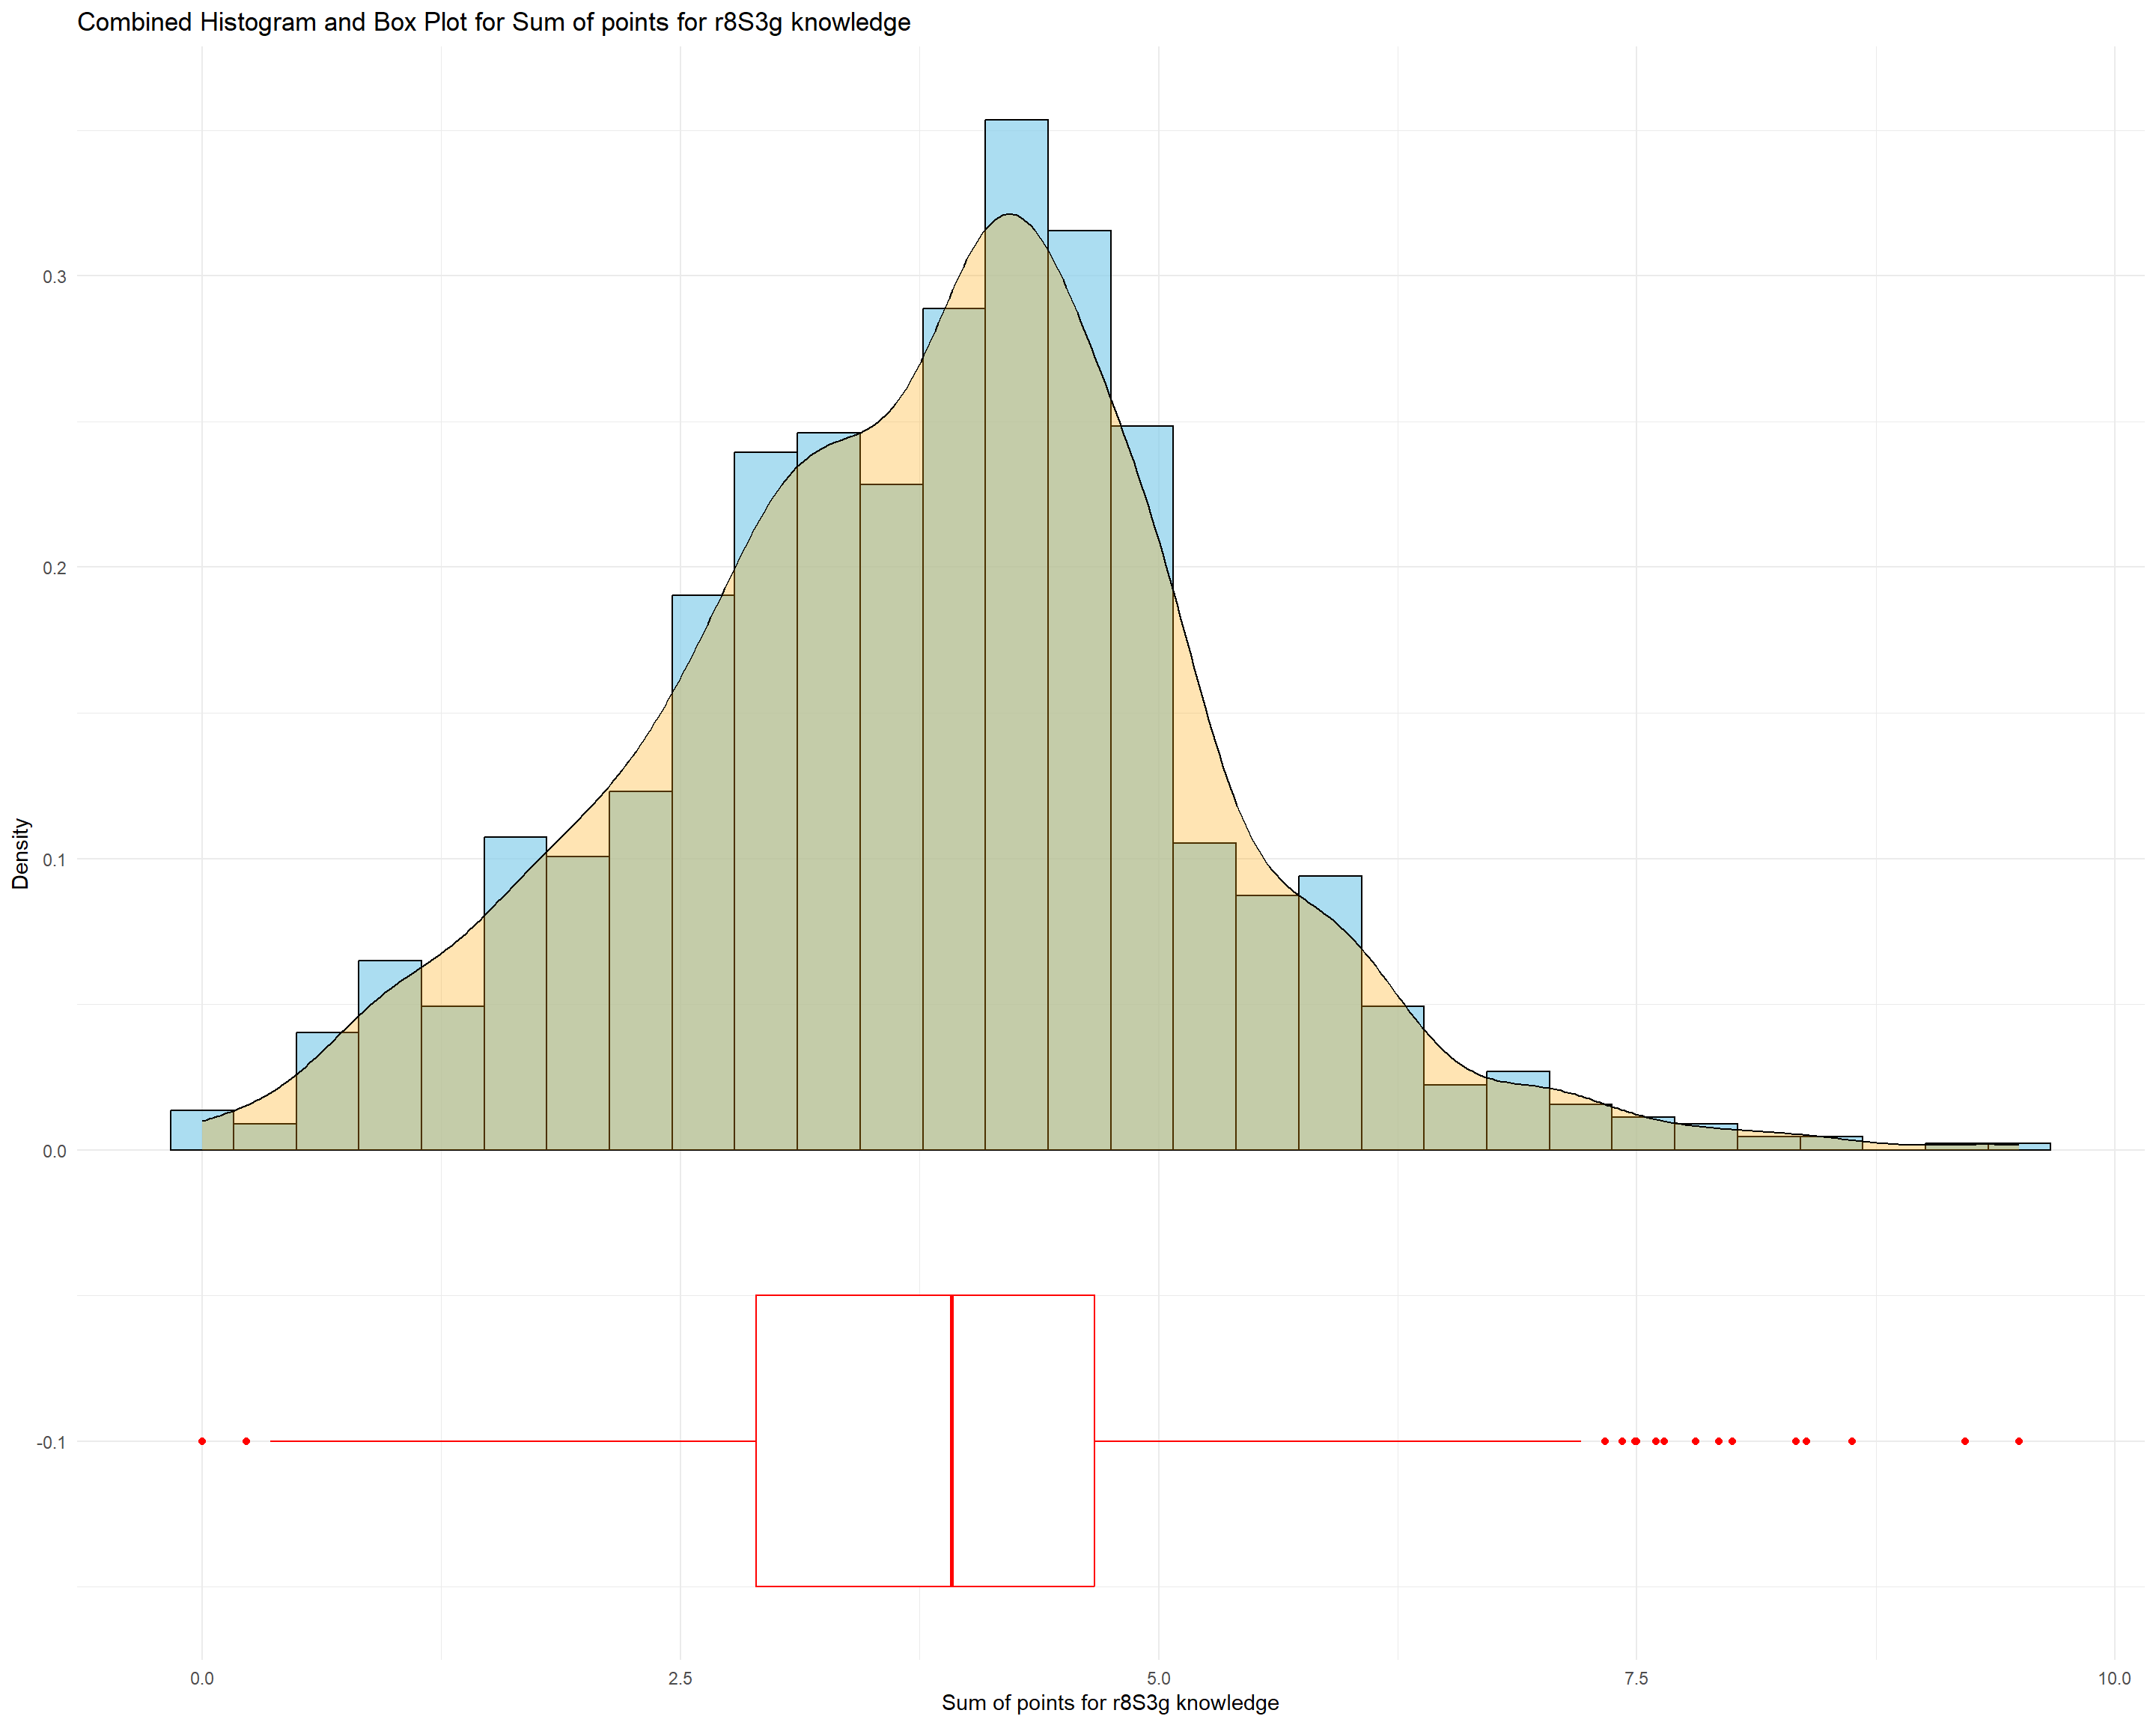 Combined Histogram and Box Plot for Sum of points for r8S3g knowledge
0.3
0.2
0.1
0.0
-0.1
Density
0.0 2.5 5.0 7.5 10.0
Sum of points for r8S3g knowledge